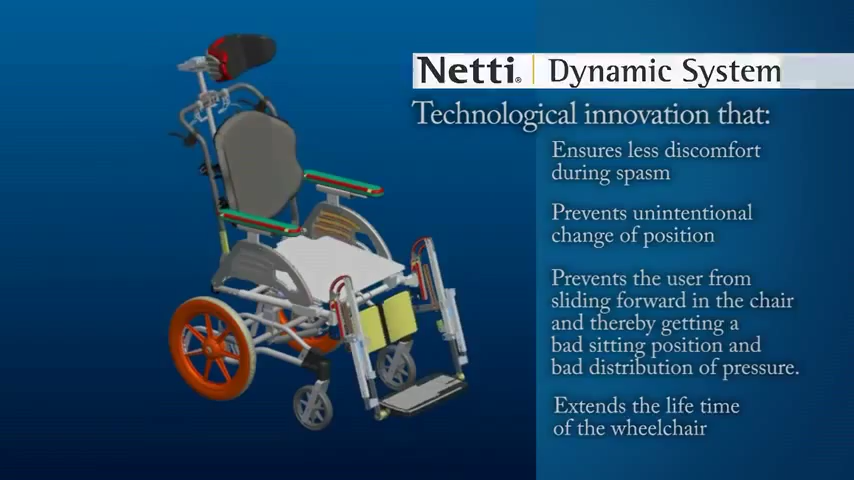 Netti® | Dynamic System
Technological innovation that:
Ensures less discomfort
during spasm
Prevents unintentional
change of position
Prevents the user from
sliding forward in the chair
and thereby getting a
bad sitting position and
bad distribution of pressure.
Extends the life time
of the wheelchair